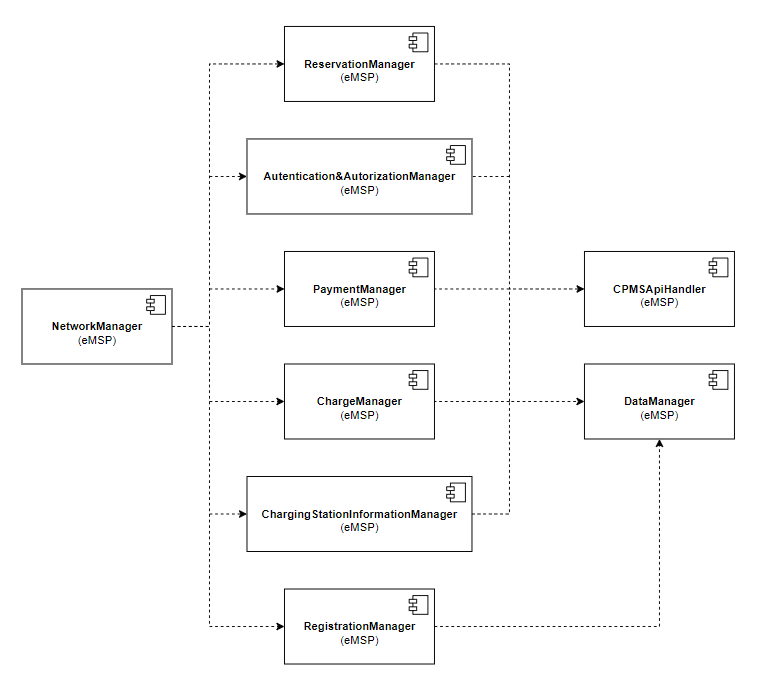 ReservationManager
(eMSP)
Autentication&AutorizationManager
(eMSP)
PaymentManager
(eMSP)
CPMSApiHandler
(eMSP)
NetworkManager
(eMSP)
ChargeManager
(eMSP)
DataManager
(eMSP)
ChargingStationInformationManager
(eMSP)
RegistrationManager
(eMSP)